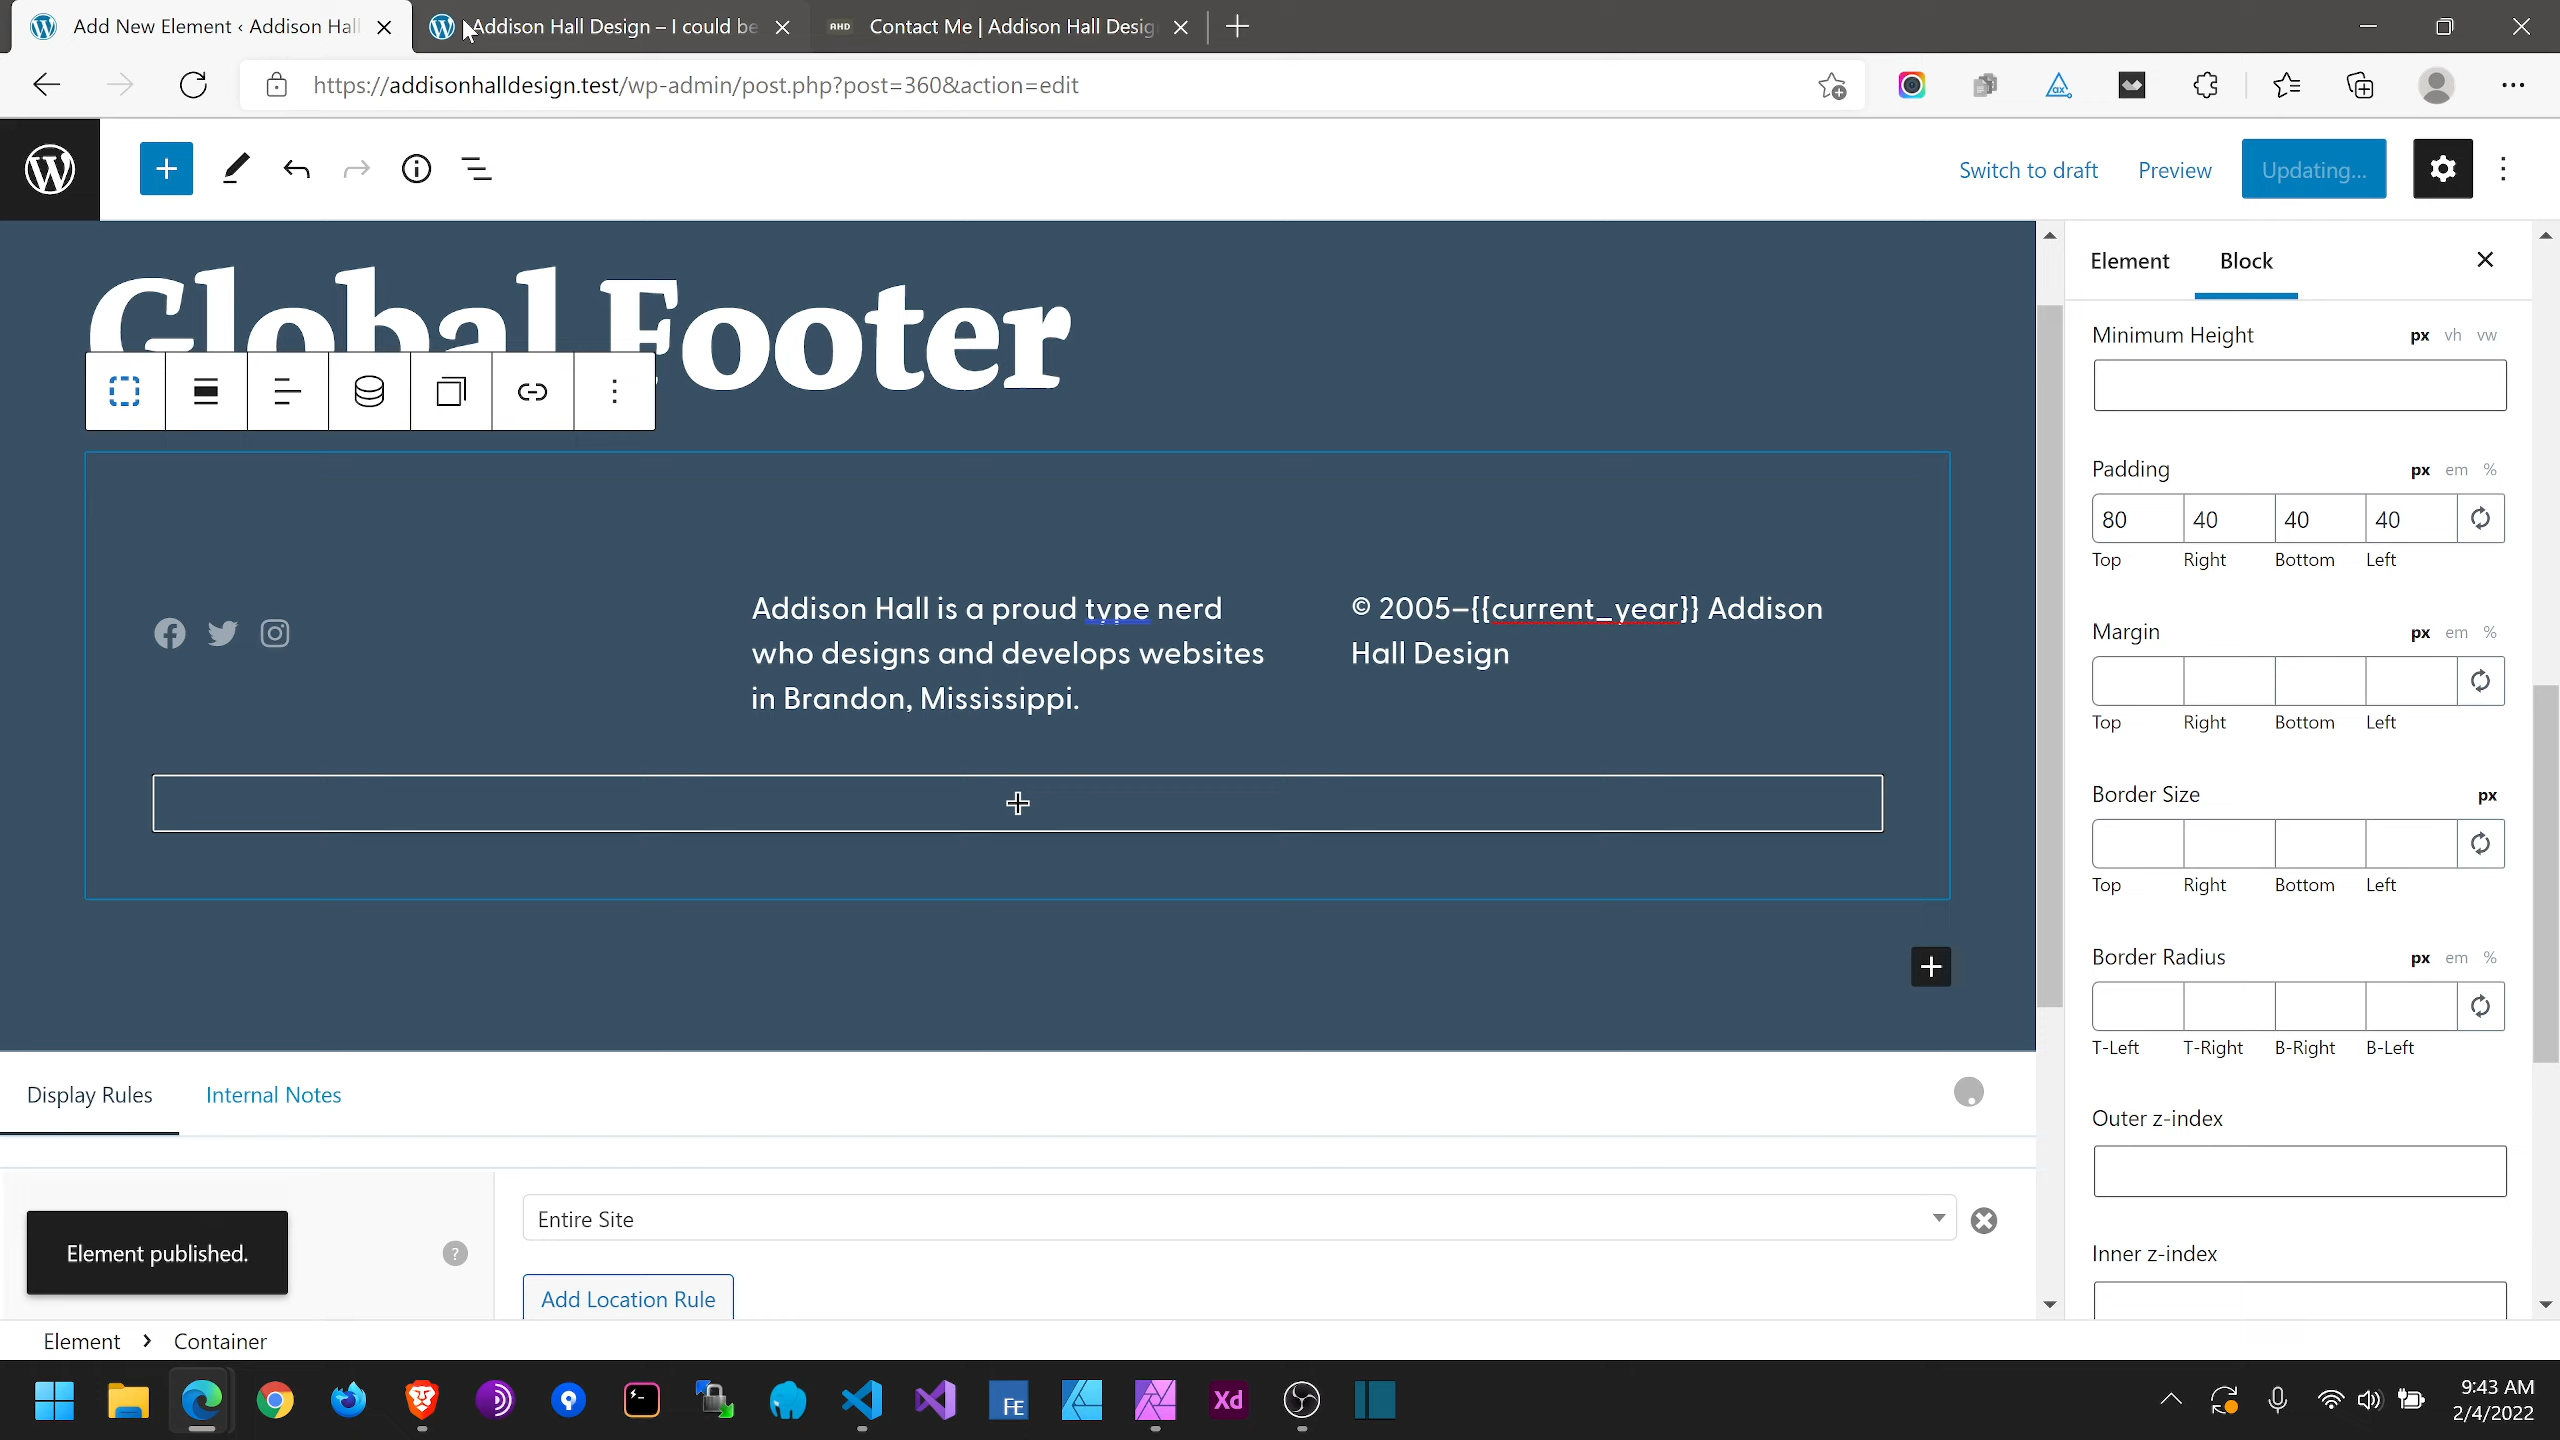 Add New Element ‹ Addison Hall
Addison Hall Design – I could be
AHD Contact Me | Addison Hall Desig
https://addisonhalldesign.test/wp-admin/post.php?post=360&action=edit
Switch to draft
Preview
Updating...
Global Footer
Addison Hall is a proud type nerd
who designs and develops websites
in Brandon, Mississippi.
© 2005–{{current_year}} Addison
Hall Design
Element
Block
Minimum Height
px vh vw
Padding
px em %
80 40 40 40
Top Right Bottom Left
Margin
px em %
Top Right Bottom Left
Border Size
px
Top Right Bottom Left
Border Radius
px em %
T-Left T-Right B-Right B-Left
Outer z-index
Inner z-index
Display Rules
Internal Notes
Element published.
?
Entire Site
Add Location Rule
Element › Container
FE
Xd
9:43 AM
2/4/2022